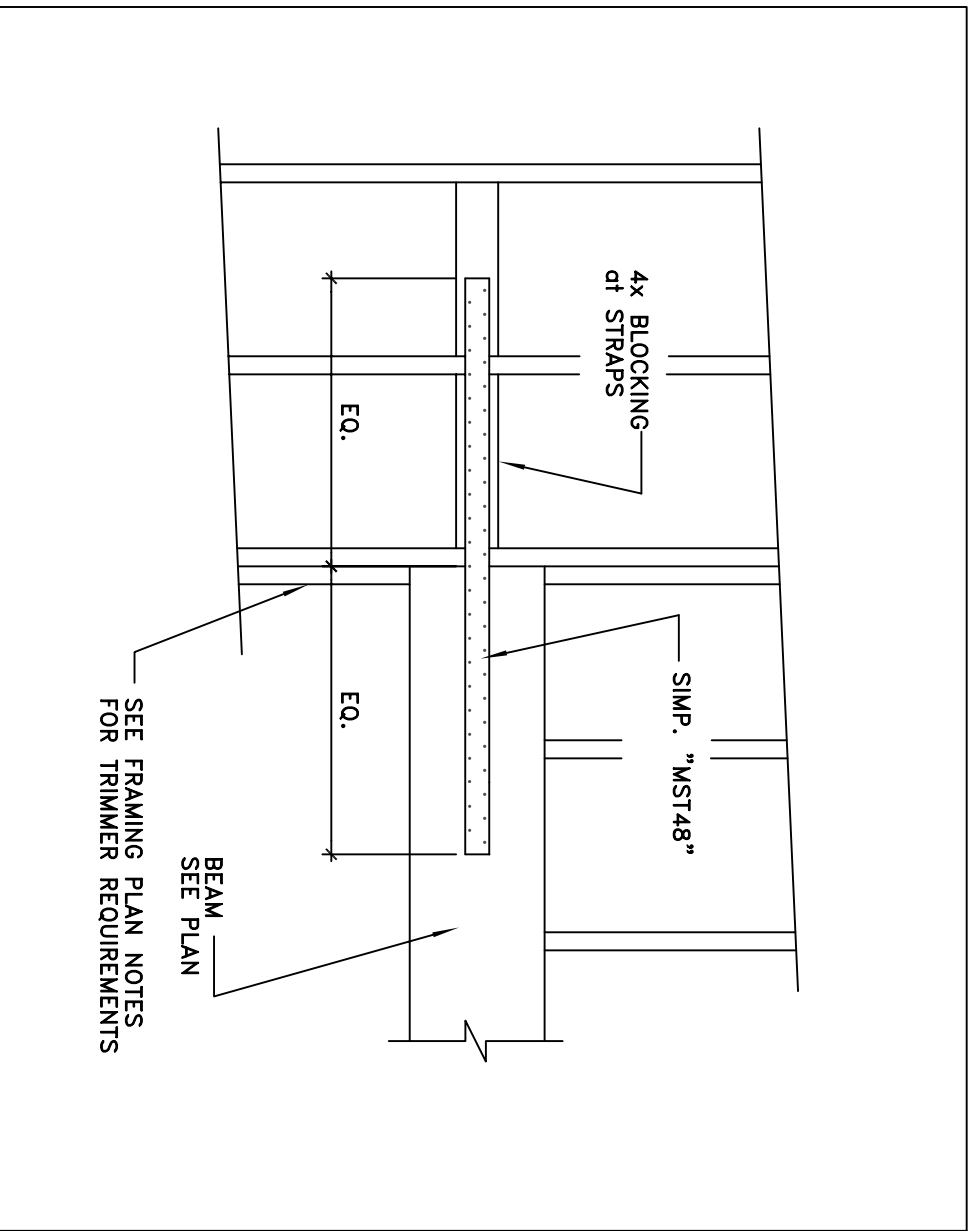 4x BLOCKING
at STRAPS
SIMP. "MST48"
EQ.
EQ.
BEAM
SEE PLAN
SEE FRAMING PLAN NOTES
FOR TRIMMER REQUIREMENTS